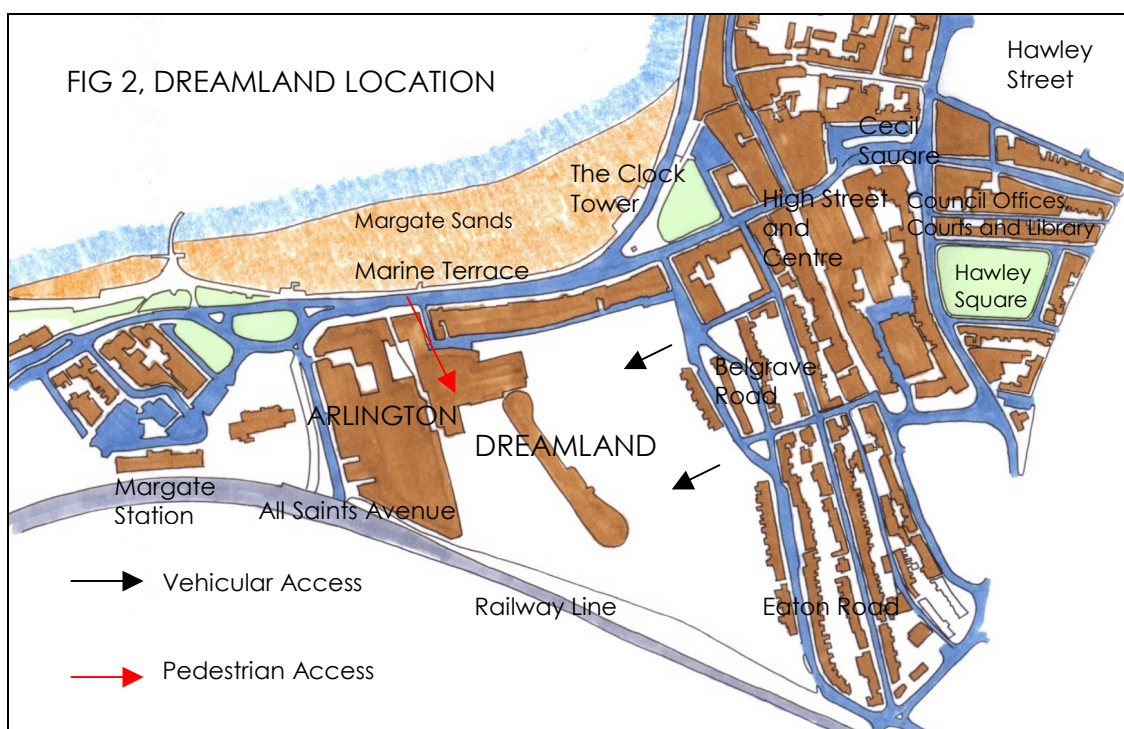 FIG 2, DREAMLAND LOCATION
Hawley
Street
Cecil
Square
The Clock
Tower
Margate Sands
High Street
and
Centre
Council Offices,
Courts and Library
Marine Terrace
Hawley
Square
Belgrave
Road
ARLINGTON
DREAMLAND
Margate
Station
All Saints Avenue
Vehicular Access
Railway Line
Eaton Road
Pedestrian Access